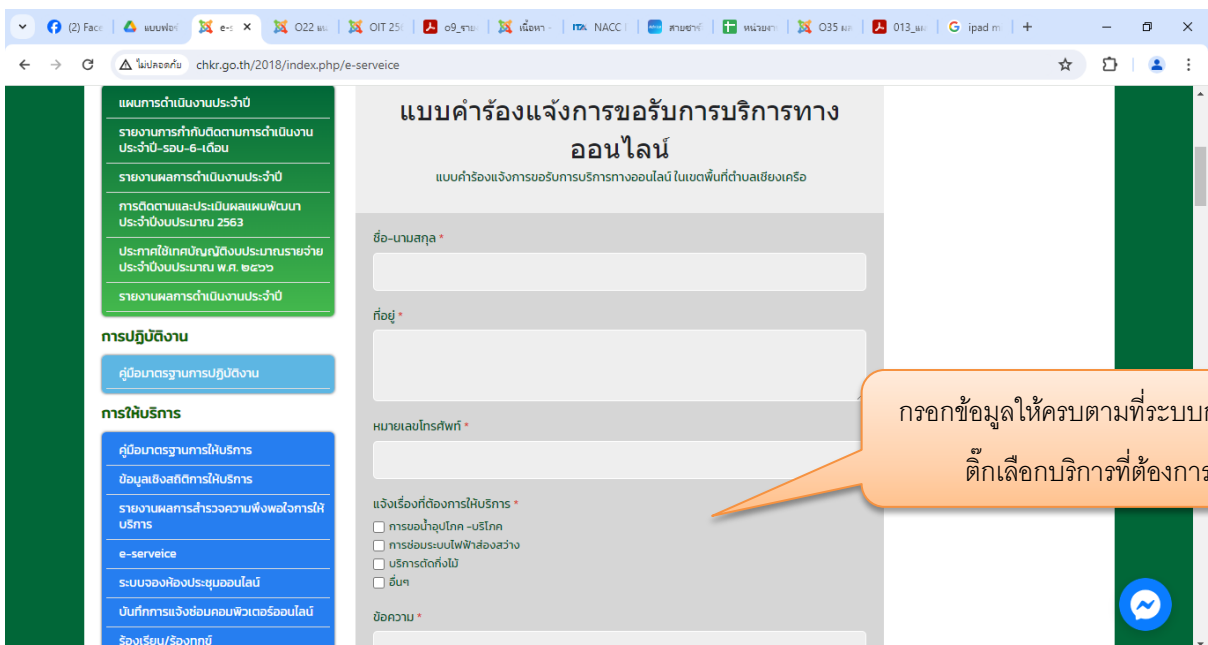 (2) Face
แบบฟอร์
e-s
O22 แบ
OIT 25
o9_ราย
เนื้อหา -
ITA NACC
สายชาร์
หน่วยงา
O35 ผล
013_แผ
ipad m
ไม่ปลอดภัย chkr.go.th/2018/index.php/e-serveice
แผนการดำเนินงานประจำปี
รายงานการกำกับติดตามการดำเนินงาน
ประจำปี-รอบ-6-เดือน
รายงานผลการดำเนินงานประจำปี
การติดตามและประเมินผลแผนพัฒนา
ประจำปีงบประมาณ 2563
ประกาศใช้เทศบัญญัติงบประมาณรายจ่าย
ประจำปีงบประมาณ พ.ศ. ๒๕๖๖
รายงานผลการดำเนินงานประจำปี
การปฏิบัติงาน
คู่มือมาตรฐานการปฏิบัติงาน
การให้บริการ
คู่มือมาตรฐานการให้บริการ
ข้อมูลเชิงสถิติการให้บริการ
รายงานผลการสำรวจความพึงพอใจการให้
บริการ
e-serveice
ระบบจองห้องประชุมออนไลน์
บันทึกการแจ้งซ่อมคอมพิวเตอร์ออนไลน์
ร้องเรียน/ร้องทุกข์
แบบคำร้องแจ้งการขอรับการบริการทาง
ออนไลน์
แบบคำร้องแจ้งการขอรับการบริการทางออนไลน์ ในเขตพื้นที่ตำบลเชียงเครือ
ชื่อ-นามสกุล *
ที่อยู่ *
หมายเลขโทรศัพท์ *
แจ้งเรื่องที่ต้องการให้บริการ *
การขอน้ำอุปโภค -บริโภค
การซ่อมระบบไฟฟ้าส่องสว่าง
บริการตัดกิ่งไม้
อื่นๆ
ข้อความ *
กรอกข้อมูลให้ครบตามที่ระบบก
ติ๊กเลือกบริการที่ต้องการ